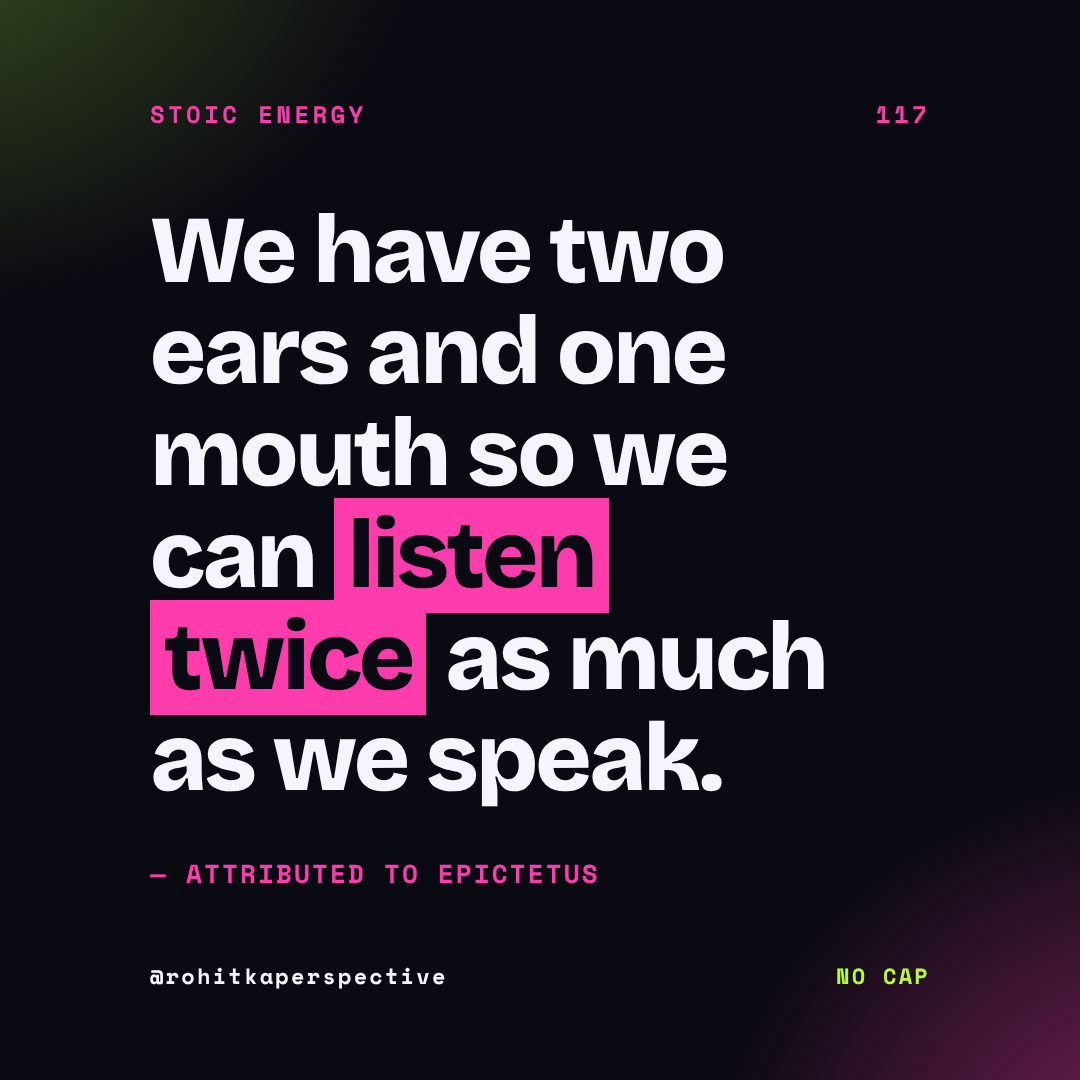 STOIC ENERGY
117
We have two
ears and one
mouth so we
can listen
twice as much
as we speak.
— ATTRIBUTED TO EPICTETUS
@rohitkaperspective
NO CAP